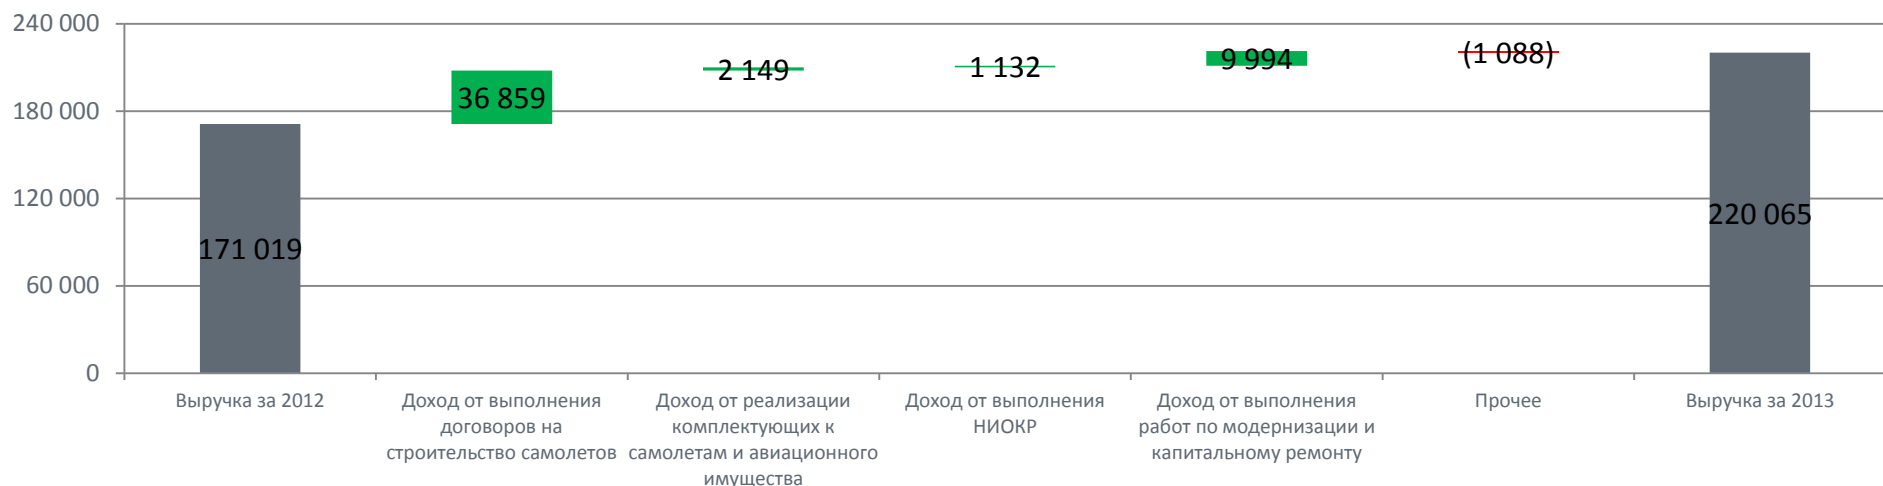 240 000
180 000
120 000
60 000
0
171 019
36 859
2 149
1 132
9 994
(1 088)
220 065
Выручка за 2012
Доход от выполнения
договоров на
строительство самолетов
Доход от реализации
комплектующих к
самолетам и авиационного
имущества
Доход от выполнения
НИОКР
Доход от выполнения
работ по модернизации и
капитальному ремонту
Прочее
Выручка за 2013